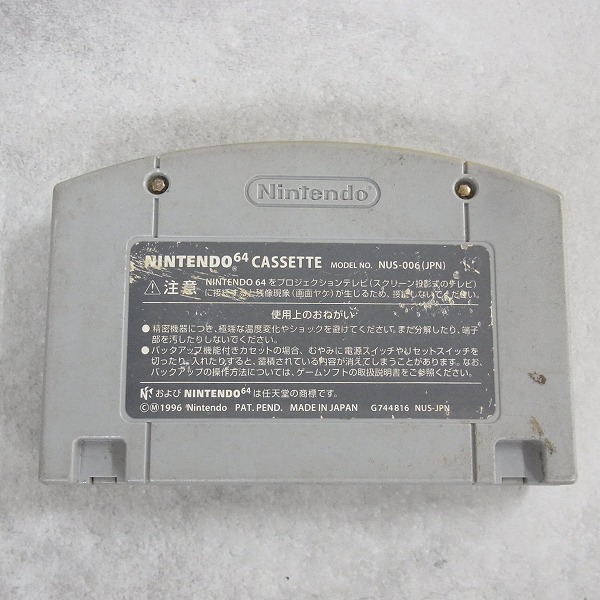 Nintendo
NINTENDO64 CASSETTE MODEL NO. NUS-006(JPN)
⚠注意 NINTENDO 64 をプロジェクションテレビ(スクリーン投影式のテレビ)
に接続すると残像現象(画面ヤケ)が生じるため、接続しないでください。
使用上のおねがい
●精密機器につき、極端な温度変化やショックを避けてください。また分解したり、端子
部を汚したりしないでください。
●バックアップ機能付きカセットの場合、むやみに電源スイッチやリセットスイッチを
切ったり、入れたりすると、蓄積されている内容が消えてしまうことがあります。なお、
バックアップの操作方法については、ゲームソフトの取扱説明書をご参照ください。
および NINTENDO64 は任天堂の商標です。
©Ⓜ1996 Nintendo PAT. PEND. MADE IN JAPAN G744816 NUS-JPN